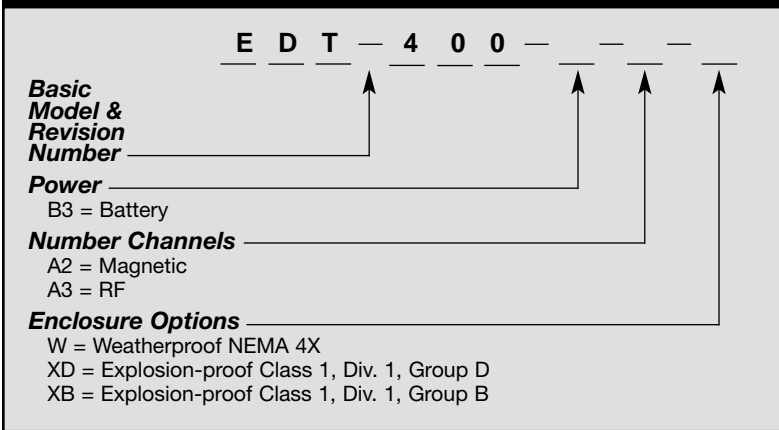 E D T — 4 0 0 — – –
Basic
Model &
Revision
Number
Power
B3 = Battery
Number Channels
A2 = Magnetic
A3 = RF
Enclosure Options
W = Weatherproof NEMA 4X
XD = Explosion-proof Class 1, Div. 1, Group D
XB = Explosion-proof Class 1, Div. 1, Group B